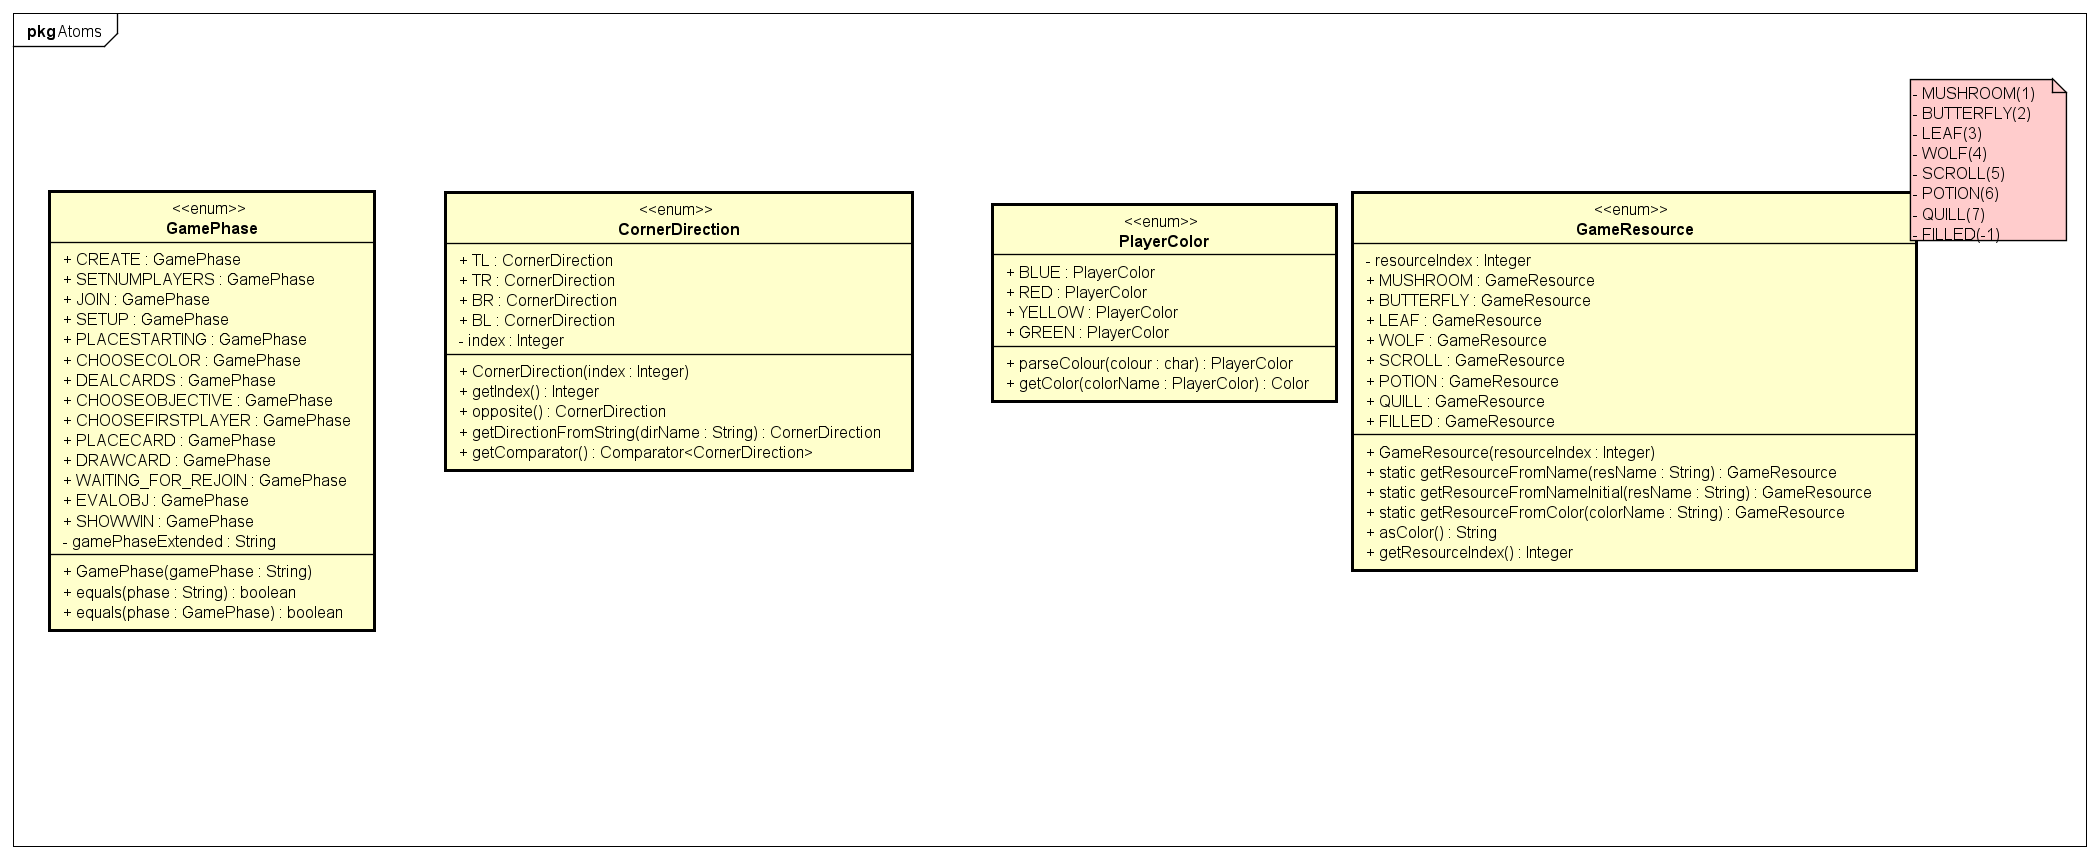 pkg Atoms
<<enum>>
GamePhase
+ CREATE : GamePhase
+ SETNUMPLAYERS : GamePhase
+ JOIN : GamePhase
+ SETUP : GamePhase
+ PLACESTARTING : GamePhase
+ CHOOSECOLOR : GamePhase
+ DEALCARDS : GamePhase
+ CHOOSEOBJECTIVE : GamePhase
+ CHOOSEFIRSTPLAYER : GamePhase
+ PLACECARD : GamePhase
+ DRAWCARD : GamePhase
+ WAITING_FOR_REJOIN : GamePhase
+ EVALOBJ : GamePhase
+ SHOWWIN : GamePhase
- gamePhaseExtended : String
+ GamePhase(gamePhase : String)
+ equals(phase : String) : boolean
+ equals(phase : GamePhase) : boolean
<<enum>>
CornerDirection
+ TL : CornerDirection
+ TR : CornerDirection
+ BR : CornerDirection
+ BL : CornerDirection
- index : Integer
+ CornerDirection(index : Integer)
+ getIndex() : Integer
+ opposite() : CornerDirection
+ getDirectionFromString(dirName : String) : CornerDirection
+ getComparator() : Comparator<CornerDirection>
<<enum>>
PlayerColor
+ BLUE : PlayerColor
+ RED : PlayerColor
+ YELLOW : PlayerColor
+ GREEN : PlayerColor
+ parseColour(colour : char) : PlayerColor
+ getColor(colorName : PlayerColor) : Color
<<enum>>
GameResource
- resourceIndex : Integer
+ MUSHROOM : GameResource
+ BUTTERFLY : GameResource
+ LEAF : GameResource
+ WOLF : GameResource
+ SCROLL : GameResource
+ POTION : GameResource
+ QUILL : GameResource
+ FILLED : GameResource
+ GameResource(resourceIndex : Integer)
+ static getResourceFromName(resName : String) : GameResource
+ static getResourceFromNameInitial(resName : String) : GameResource
+ static getResourceFromColor(colorName : String) : GameResource
+ asColor() : String
+ getResourceIndex() : Integer
- MUSHROOM(1)
- BUTTERFLY(2)
- LEAF(3)
- WOLF(4)
- SCROLL(5)
- POTION(6)
- QUILL(7)
- FILLED(-1)